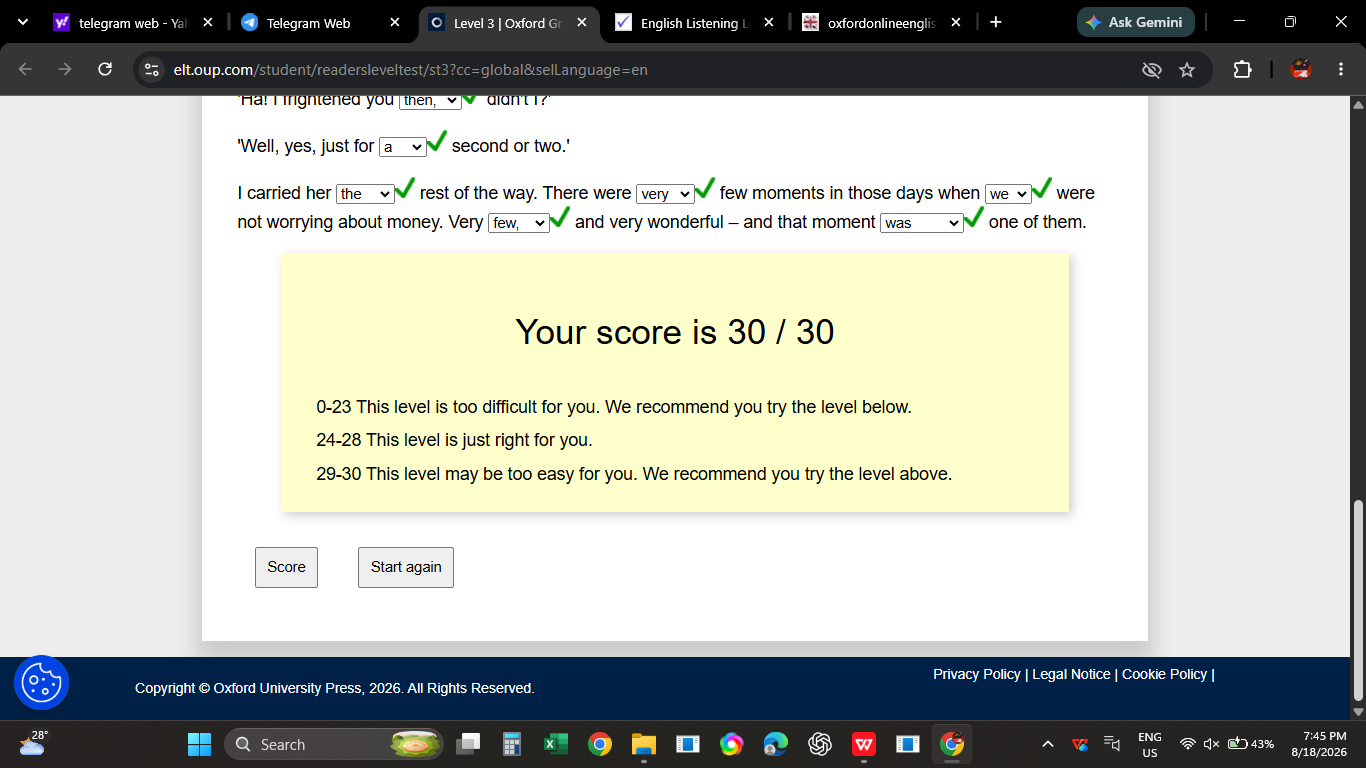 telegram web - Yah
Telegram Web
Level 3 | Oxford Gr
English Listening L
oxfordonlineenglis
Ask Gemini
elt.oup.com/student/readersleveltest/st3?cc=global&selLanguage=en
'Ha! I frightened you then, didn't I?'
'Well, yes, just for a second or two.'
I carried her the rest of the way. There were very few moments in those days when we were
not worrying about money. Very few, and very wonderful – and that moment was one of them.
Your score is 30 / 30
0-23 This level is too difficult for you. We recommend you try the level below.
24-28 This level is just right for you.
29-30 This level may be too easy for you. We recommend you try the level above.
Score
Start again
Privacy Policy | Legal Notice | Cookie Policy |
Copyright © Oxford University Press, 2026. All Rights Reserved.
28°
Search
ENG
US
43%
7:45 PM
8/18/2026